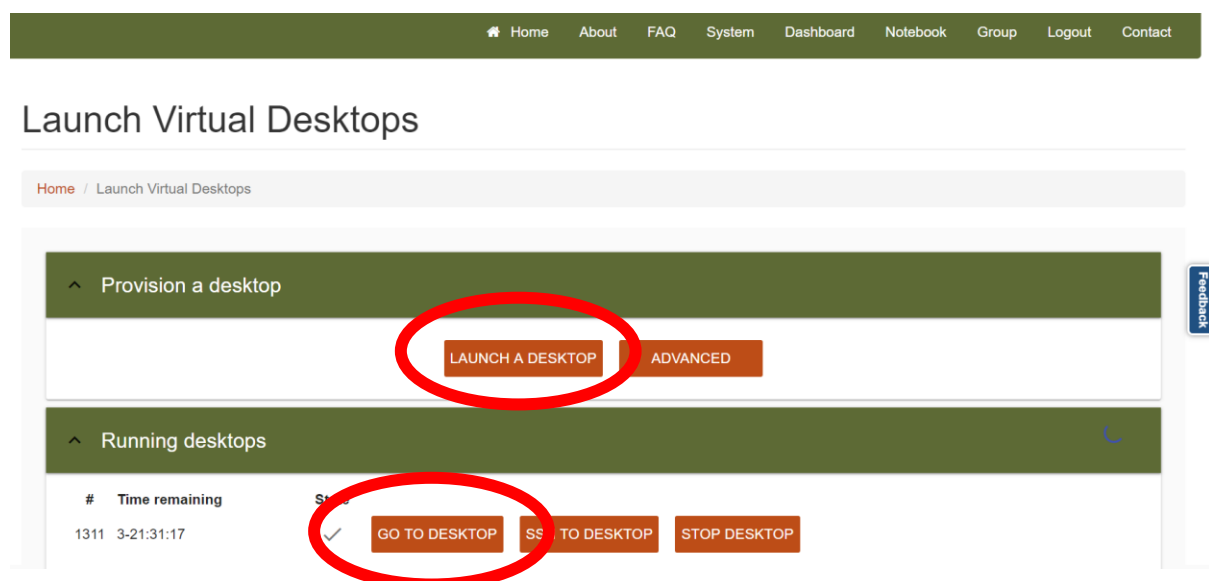 Home About FAQ System Dashboard Notebook Group Logout Contact
Launch Virtual Desktops
Home / Launch Virtual Desktops
Provision a desktop
Feedback
LAUNCH A DESKTOP ADVANCED
Running desktops
# Time remaining
1311 3-21:31:17 GO TO DESKTOP TO DESKTOP STOP DESKTOP